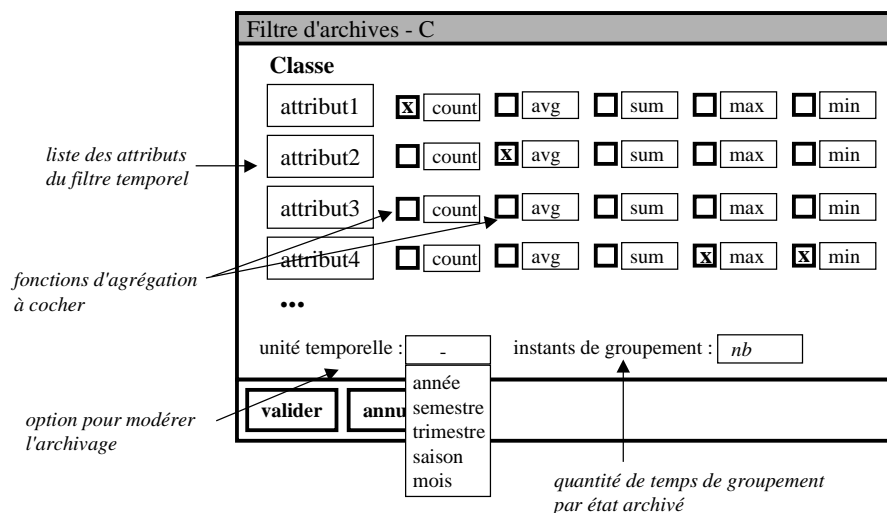 Filtre d'archives - C
Classe
attribut1 x count avg sum max min
liste des attributs
du filtre temporel
attribut2 count x avg sum max min
attribut3 count avg sum max min
fonctions d'agrégation
à cocher
attribut4 count avg sum x max x min
...
unité temporelle : - instants de groupement : nb
année
semestre
trimestre
saison
mois
valider annu
option pour modérer
l'archivage
quantité de temps de groupement
par état archivé